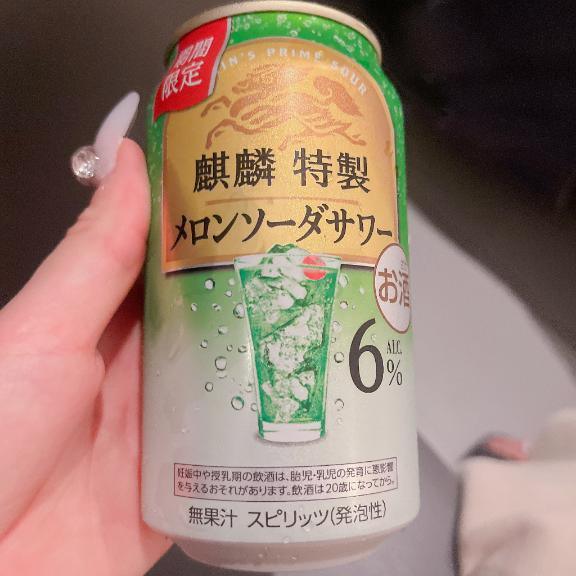 期間
限定
KIRIN'S PRIME SOUR
麒麟 特製
メロンソーダサワー
お酒
6
ALC.
%
妊娠中や授乳期の飲酒は、胎児・乳児の発育に悪影響
を与えるおそれがあります。飲酒は20歳になってから。
無果汁 スピリッツ(発泡性)